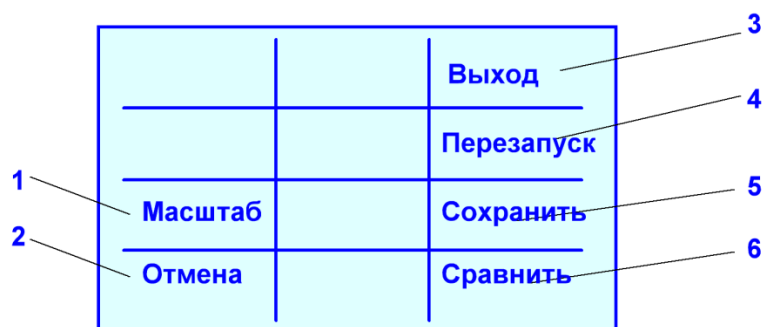 3
Выход
4
Перезапуск
1
Масштаб
Сохранить
5
2
Отмена
Сравнить
6